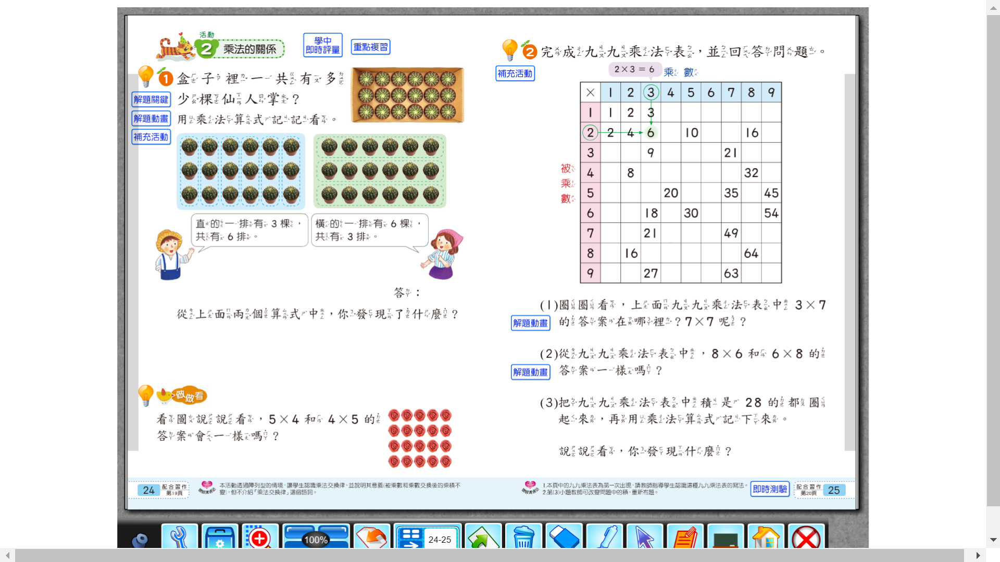 活動
2 乘法的關係
學中
即時評量
重點複習
1 盒子裡一共有多
少棵仙人掌？
用乘法算式記記看。
解題關鍵
解題動畫
補充活動
直的一排有 3 棵，
共有 6 排。
橫的一排有 6 棵，
共有 3 排。
答：
從上面兩個算式中，你發現了什麼？
做做看
看圖說說看，5×4 和 4×5 的
答案會一樣嗎？
24
配合習作
第19頁
本活動透過陣列型的情境，讓學生認識乘法交換律，並說明其意義(被乘數和乘數交換後的乘積不
變)，但不介紹「乘法交換律」這個語詞。
2 完成九九乘法表，並回答問題。
補充活動
2×3＝6
乘數
× 1 2 3 4 5 6 7 8 9
1 1 2 3
2 2 4 6 10 16
3 9 21
4 8 32
5 20 35 45
6 18 30 54
7 21 49
8 16 64
9 27 63
被
乘
數
(1)圈圈看，上面九九乘法表中 3×7
的答案在哪裡？7×7 呢？
解題動畫
(2)從九九乘法表中，8×6 和 6×8 的
答案一樣嗎？
解題動畫
(3)把九九乘法表中積是 28 的都圈
起來，再用乘法算式記下來。
說說看，你發現什麼？
1.本頁中的九九乘法表為第一次出現，請教師指導學生認識這種九九乘法表的寫法。
2.第(3)小題教師可改變問題中的積，重新布題。
即時測驗
配合習作
第20頁
25
100%
24-25